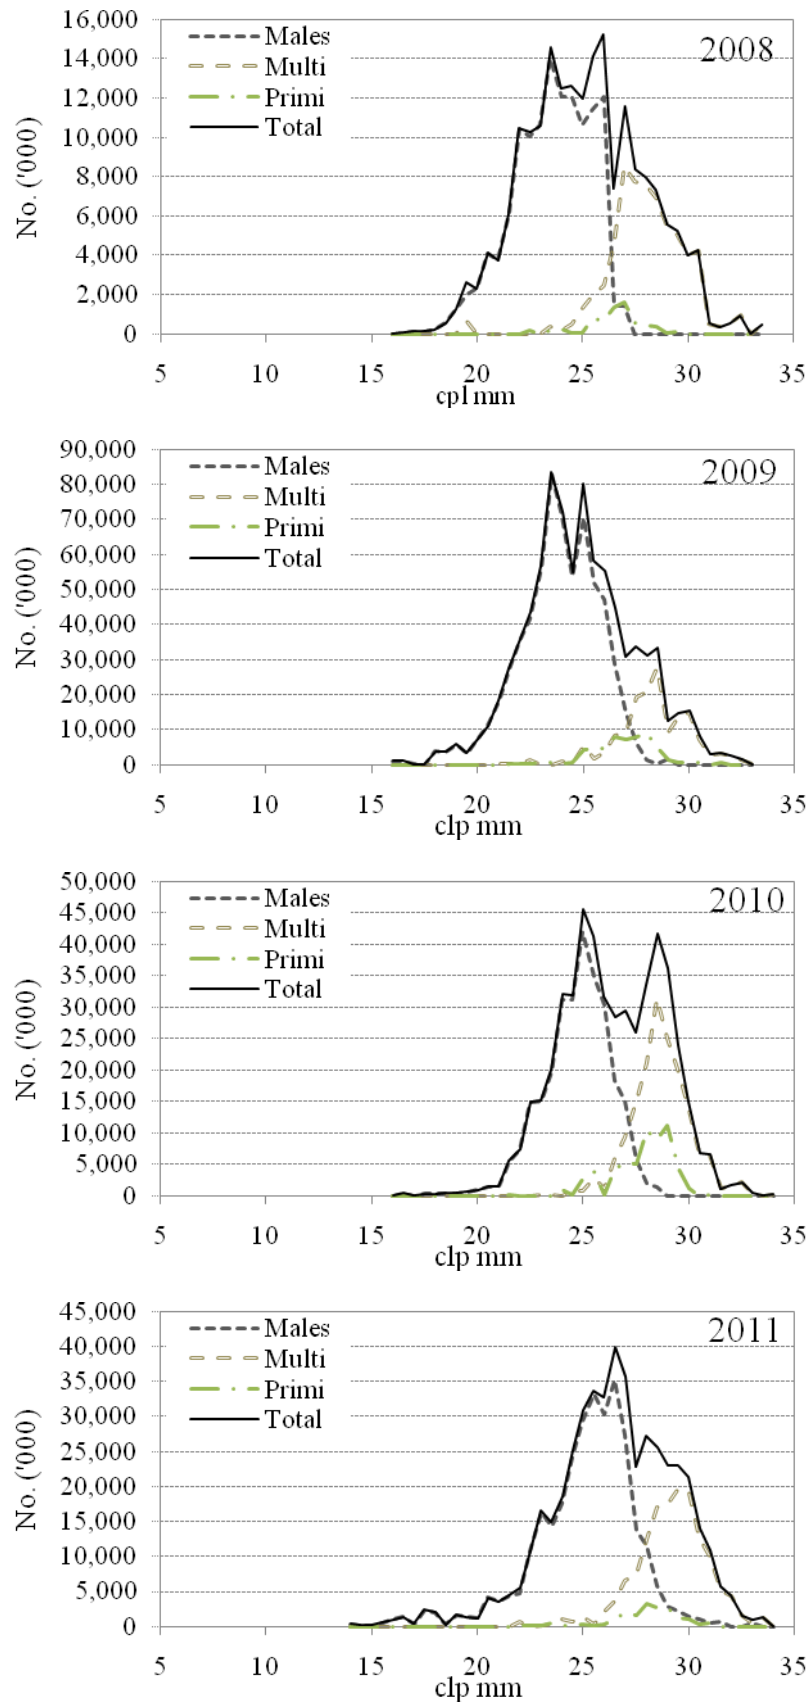 2008
No. ('000)
16,000
14,000
12,000
10,000
8,000
6,000
4,000
2,000
0
Males
Multi
Primi
Total
5 10 15 20 25 30 35
cpl mm
2009
No. ('000)
90,000
80,000
70,000
60,000
50,000
40,000
30,000
20,000
10,000
0
Males
Multi
Primi
Total
5 10 15 20 25 30 35
clp mm
2010
No. ('000)
50,000
45,000
40,000
35,000
30,000
25,000
20,000
15,000
10,000
5,000
0
Males
Multi
Primi
Total
5 10 15 20 25 30 35
clp mm
2011
No. ('000)
45,000
40,000
35,000
30,000
25,000
20,000
15,000
10,000
5,000
0
Males
Multi
Primi
Total
5 10 15 20 25 30 35
cpl mm